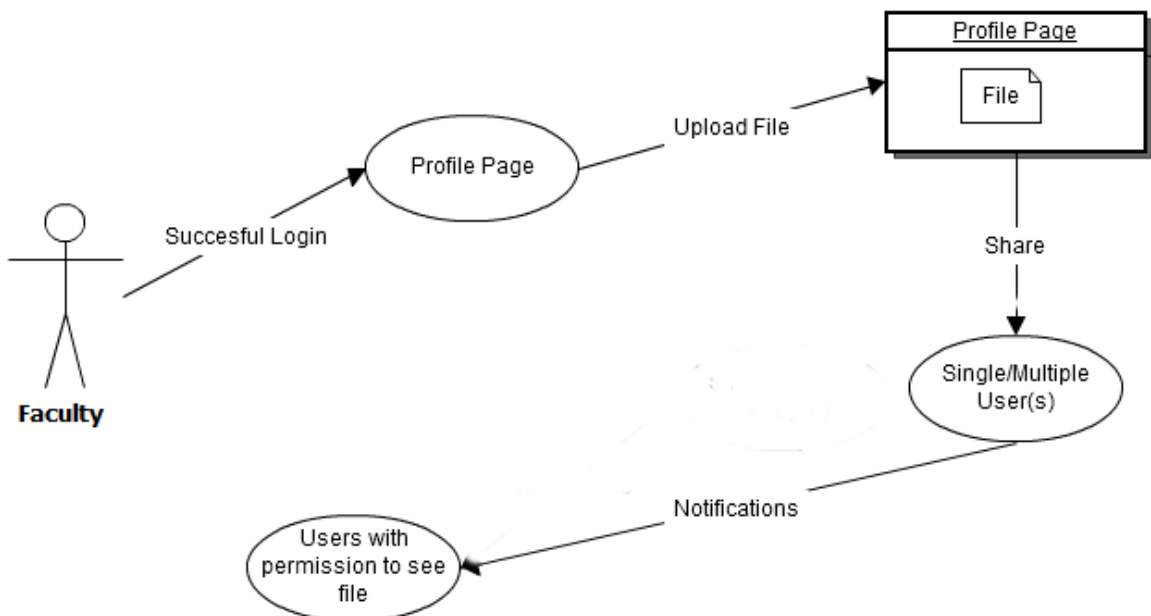 Profile Page
File
Upload File
Profile Page
Succesful Login
Share
Faculty
Single/Multiple
User(s)
Notifications
Users with
permission to see
file